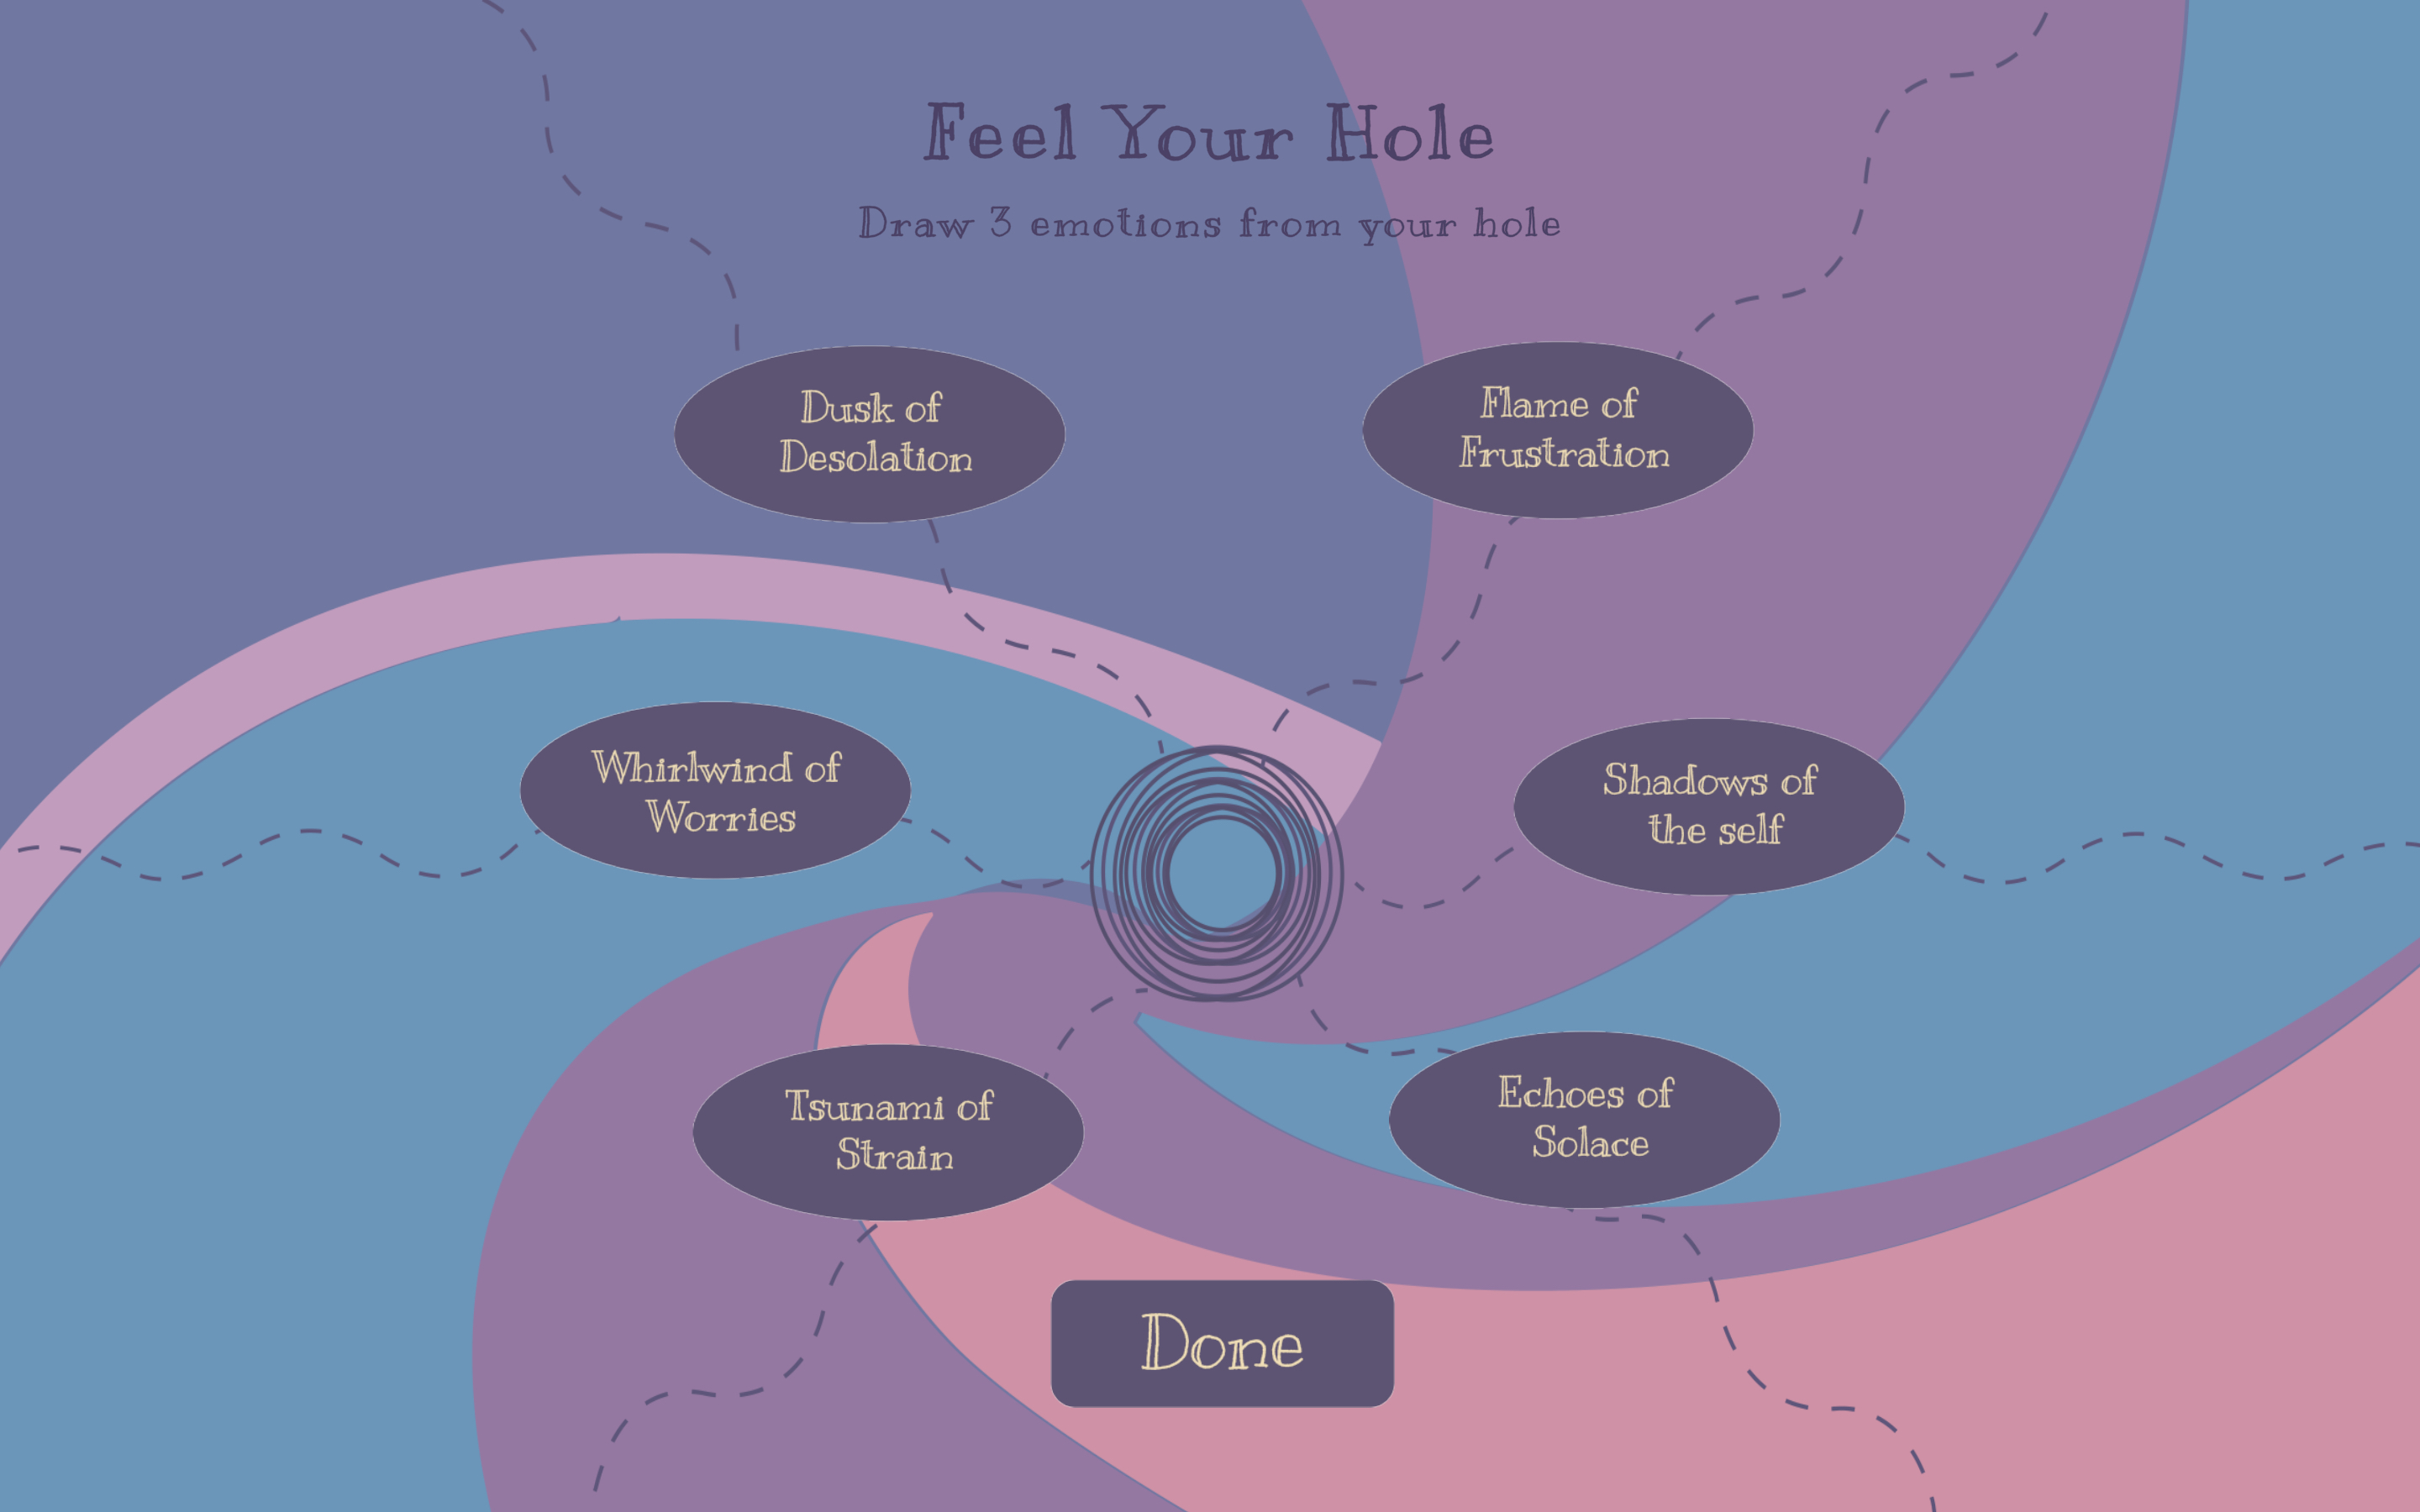 Feel Your Hole
Draw 3 emotions from your hole
Dusk of
Desolation
Flame of
Frustration
Whirlwind of
Worries
Shadows of
the self
Tsunami of
Strain
Echoes of
Solace
Done